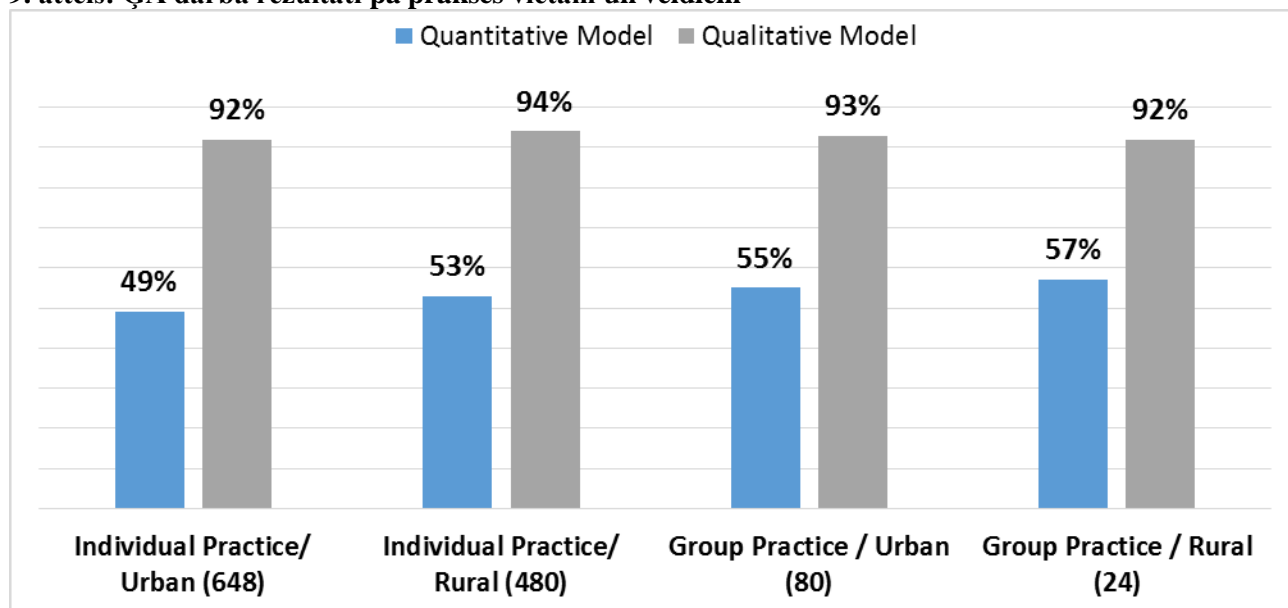 Quantitative Model Qualitative Model
92%
94%
93%
92%
49%
53%
55%
57%
Individual Practice/
Urban (648)
Individual Practice/
Rural (480)
Group Practice / Urban
(80)
Group Practice / Rural
(24)